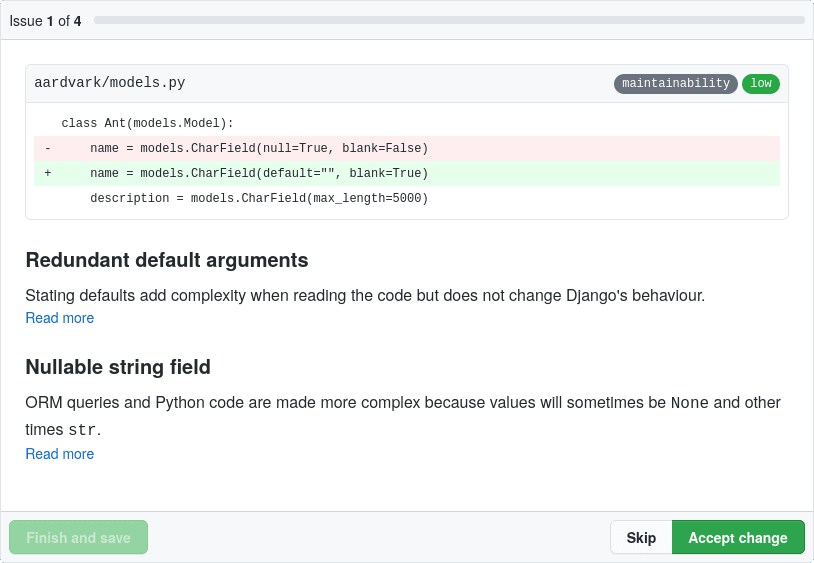 Issue 1 of 4
aardvark/models.py maintainability low
class Ant(models.Model):
- name = models.CharField(null=True, blank=False)
+ name = models.CharField(default="", blank=True)
description = models.CharField(max_length=5000)
Redundant default arguments
Stating defaults add complexity when reading the code but does not change Django's behaviour.
Read more
Nullable string field
ORM queries and Python code are made more complex because values will sometimes be None and other
times str.
Read more
Finish and save Skip Accept change